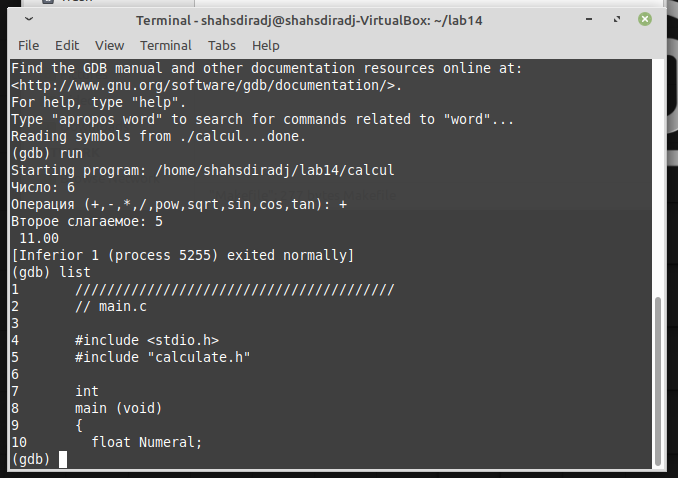 Terminal - shahsdiradj@shahsdiradj-VirtualBox: ~/lab14
File Edit View Terminal Tabs Help
Find the GDB manual and other documentation resources online at:
<http://www.gnu.org/software/gdb/documentation/>.
For help, type "help".
Type "apropos word" to search for commands related to "word"...
Reading symbols from ./calcul...done.
(gdb) run
Starting program: /home/shahsdiradj/lab14/calcul
Число: 6
Операция (+,-,*,/,pow,sqrt,sin,cos,tan): +
Второе слагаемое: 5
 11.00
[Inferior 1 (process 5255) exited normally]
(gdb) list
1       ////////////////////////////////////////
2       // main.c
3
4       #include <stdio.h>
5       #include "calculate.h"
6
7       int
8       main (void)
9       {
10        float Numeral;
(gdb)